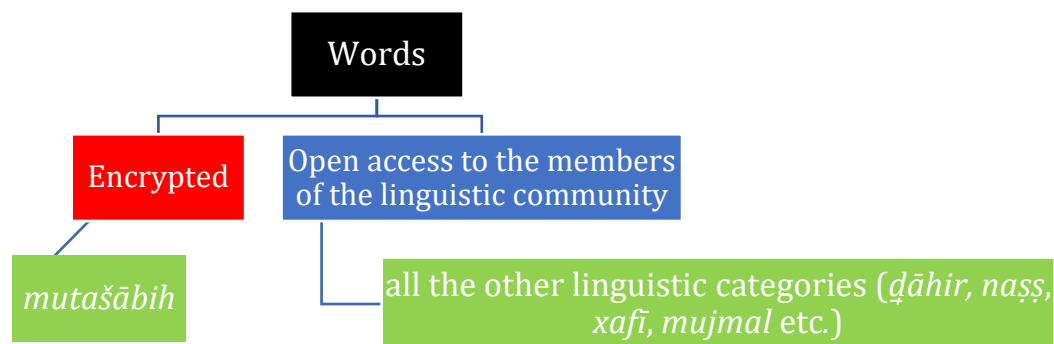 Words
Encrypted
Open access to the members
of the linguistic community
mutašābih
all the other linguistic categories (ḏ̣āhir, naṣṣ,
xafī, mujmal etc.)